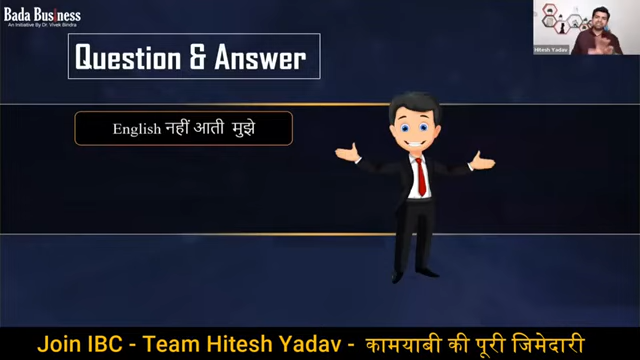 Bada Business
An Initiative By Dr. Vivek Bindra
Question & Answer
Hitesh Yadav
English नहीं आती मुझे
Join IBC - Team Hitesh Yadav - कामयाबी की पूरी जिमेदारी